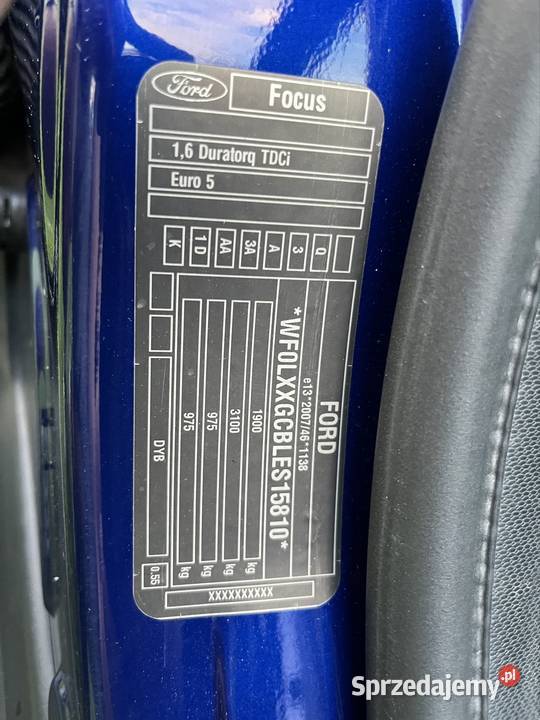 Ford
Focus
1,6 Duratorq TDCi
Euro 5
K 1D AA 3A A 3 Q
FORD
e13*2007/46*1138
*WF0LXXGCBLES15810*
1900 kg
3100 kg
975 kg
975 kg
DYB 0.55
XXXXXXXXXX
Sprzedajemy.pl